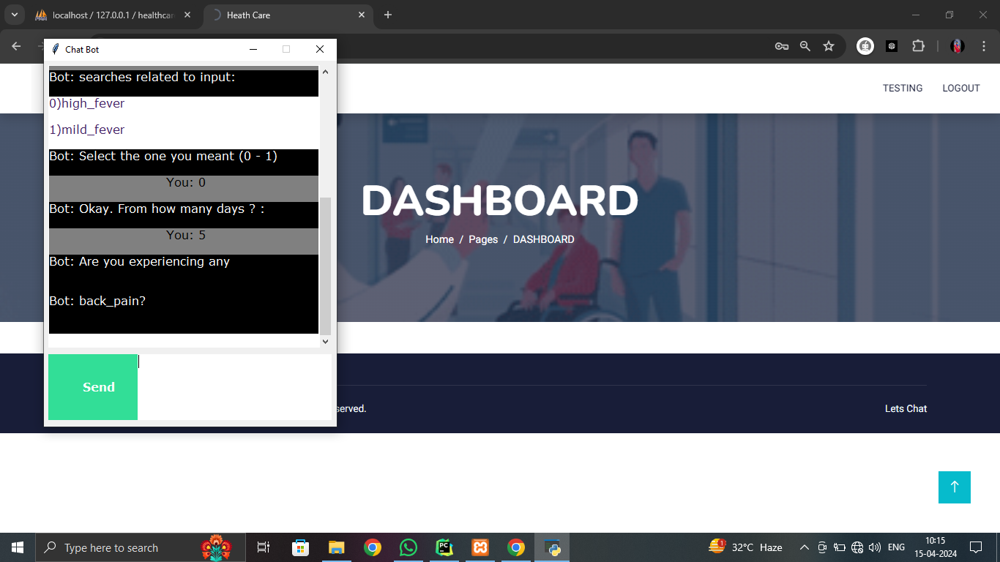 localhost / 127.0.0.1 / healthcar
Heath Care
Chat Bot
TESTING
LOGOUT
Bot: searches related to input:
0)high_fever
1)mild_fever
Bot: Select the one you meant (0 - 1)
You: 0
Bot: Okay. From how many days ? :
You: 5
Bot: Are you experiencing any
Bot: back_pain?
Send
DASHBOARD
Home / Pages / DASHBOARD
served.
Lets Chat
Type here to search
32°C Haze
ENG
10:15
15-04-2024